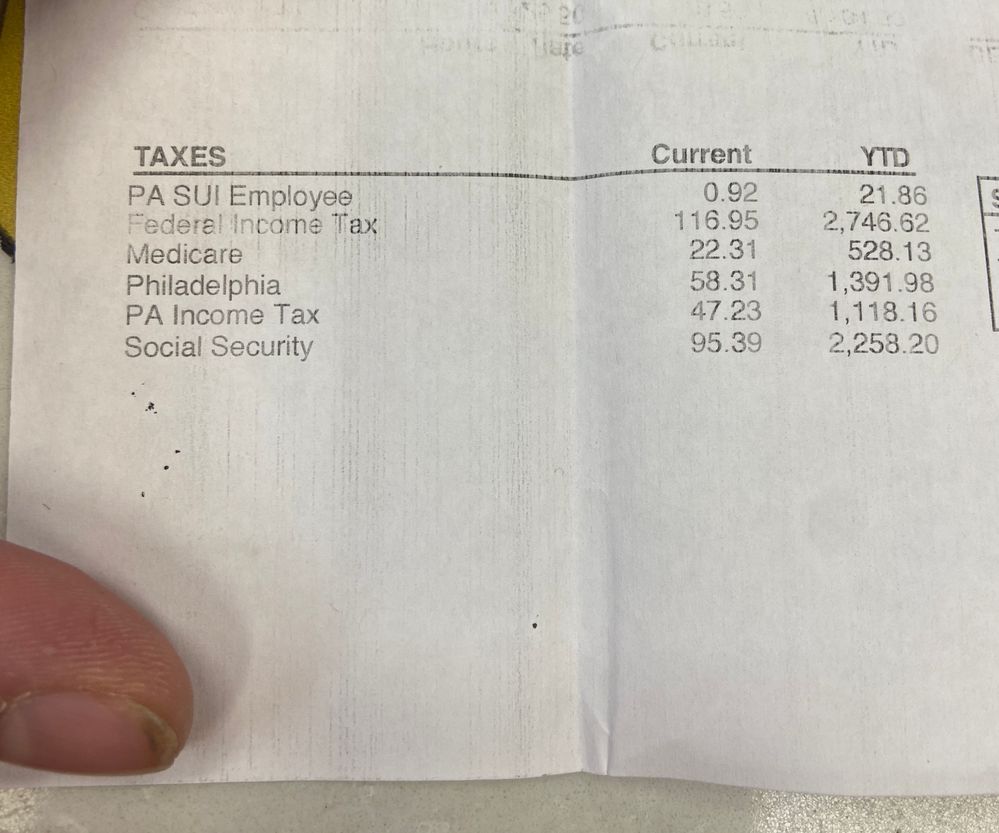 TAXES Current YTD
PA SUI Employee 0.92 21.86
Federal Income Tax 116.95 2,746.62
Medicare 22.31 528.13
Philadelphia 58.31 1,391.98
PA Income Tax 47.23 1,118.16
Social Security 95.39 2,258.20